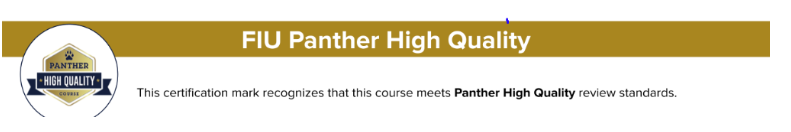 FIU Panther High Quality
PANTHER
HIGH QUALITY
COURSE
This certification mark recognizes that this course meets Panther High Quality review standards.